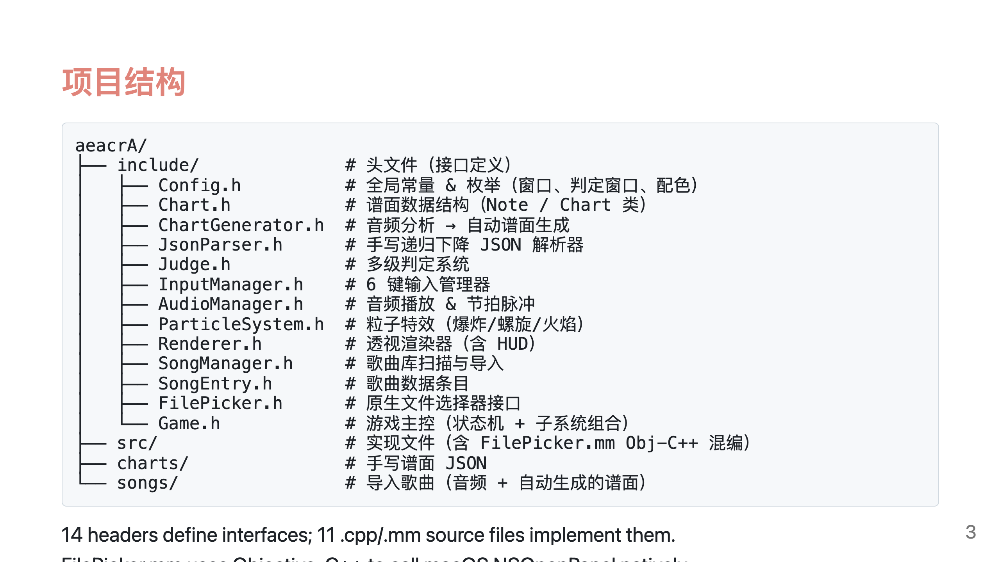 项目结构
aeacrA/
├── include/ # 头文件（接口定义）
│ ├── Config.h # 全局常量 & 枚举（窗口、判定窗口、配色）
│ ├── Chart.h # 谱面数据结构（Note / Chart 类）
│ ├── ChartGenerator.h # 音频分析 → 自动谱面生成
│ ├── JsonParser.h # 手写递归下降 JSON 解析器
│ ├── Judge.h # 多级判定系统
│ ├── InputManager.h # 6 键输入管理器
│ ├── AudioManager.h # 音频播放 & 节拍脉冲
│ ├── ParticleSystem.h # 粒子特效（爆炸/螺旋/火焰）
│ ├── Renderer.h # 透视渲染器（含 HUD）
│ ├── SongManager.h # 歌曲库扫描与导入
│ ├── SongEntry.h # 歌曲数据条目
│ ├── FilePicker.h # 原生文件选择器接口
│ └── Game.h # 游戏主控（状态机 + 子系统组合）
├── src/ # 实现文件（含 FilePicker.mm Obj-C++ 混编）
├── charts/ # 手写谱面 JSON
└── songs/ # 导入歌曲（音频 + 自动生成的谱面）
14 headers define interfaces; 11 .cpp/.mm source files implement them.
3
FilePicker.mm uses Objective-C++ to call macOS NSOpenPanel natively.